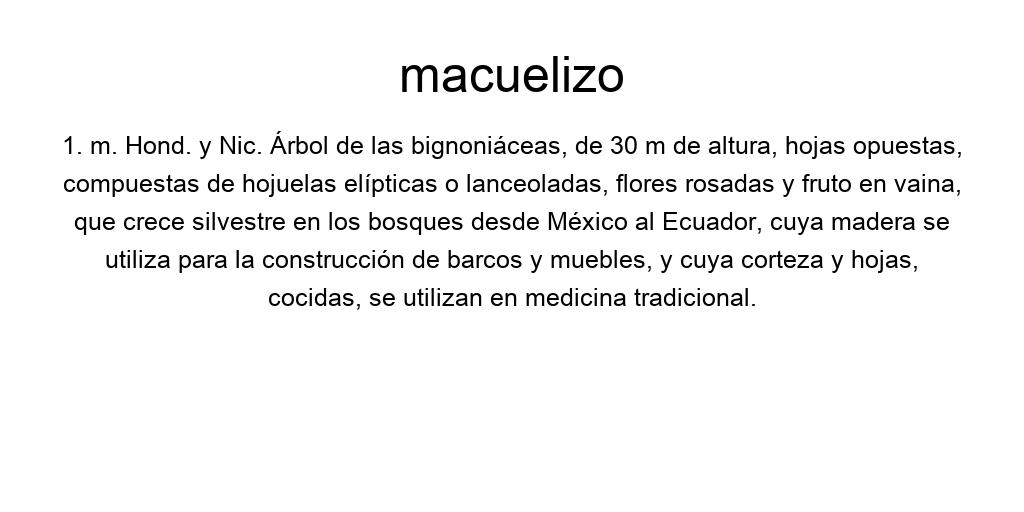 macuelizo
1. m. Hond. y Nic. Árbol de las bignoniáceas, de 30 m de altura, hojas opuestas,
compuestas de hojuelas elípticas o lanceoladas, flores rosadas y fruto en vaina,
que crece silvestre en los bosques desde México al Ecuador, cuya madera se
utiliza para la construcción de barcos y muebles, y cuya corteza y hojas,
cocidas, se utilizan en medicina tradicional.